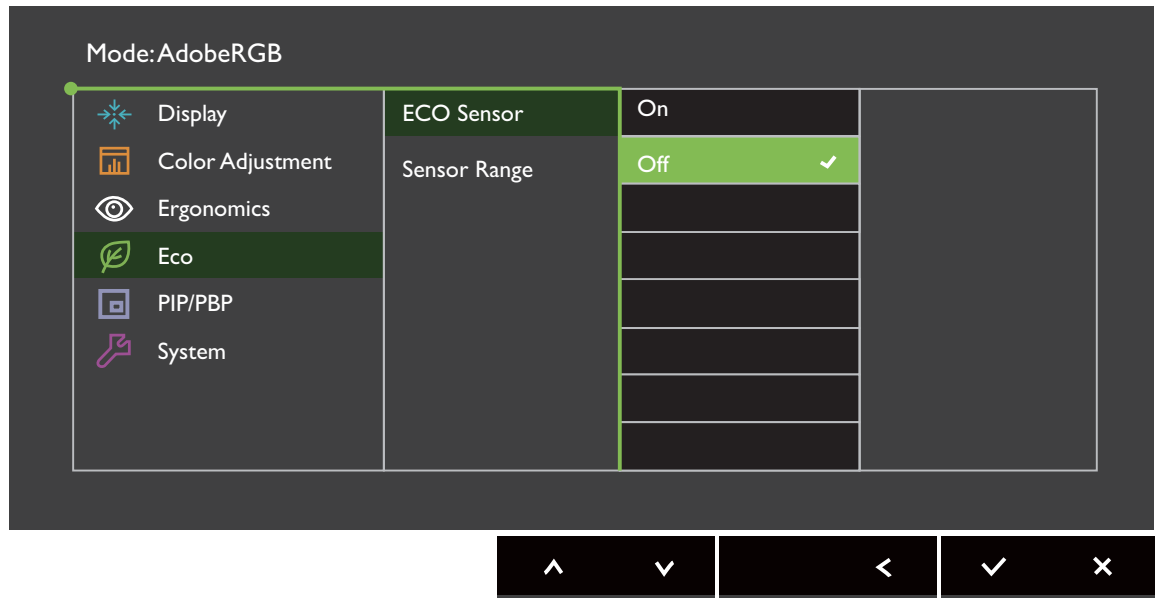 Mode: AdobeRGB
Display
Color Adjustment
Ergonomics
Eco
PIP/PBP
System
ECO Sensor
Sensor Range
On
Off